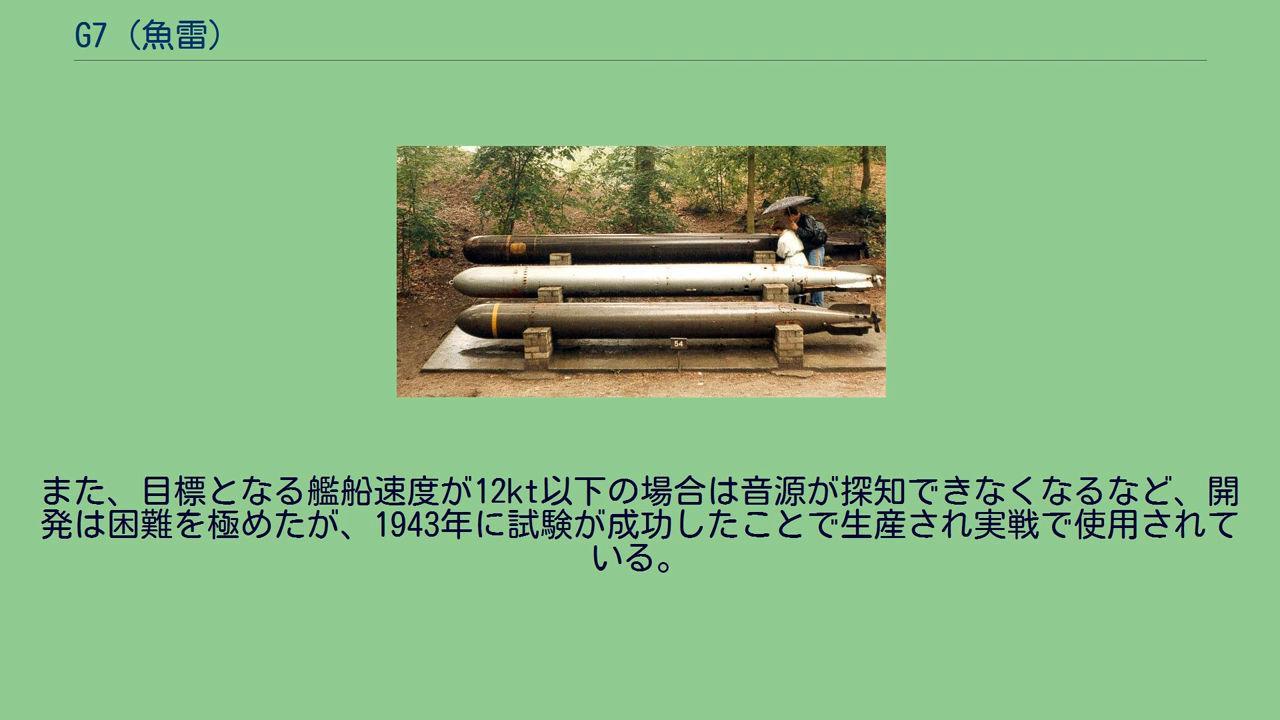 G7（魚雷）
54
また、目標となる艦船速度が12kt以下の場合は音源が探知できなくなるなど、開
発は困難を極めたが、1943年に試験が成功したことで生産され実戦で使用されて
いる。